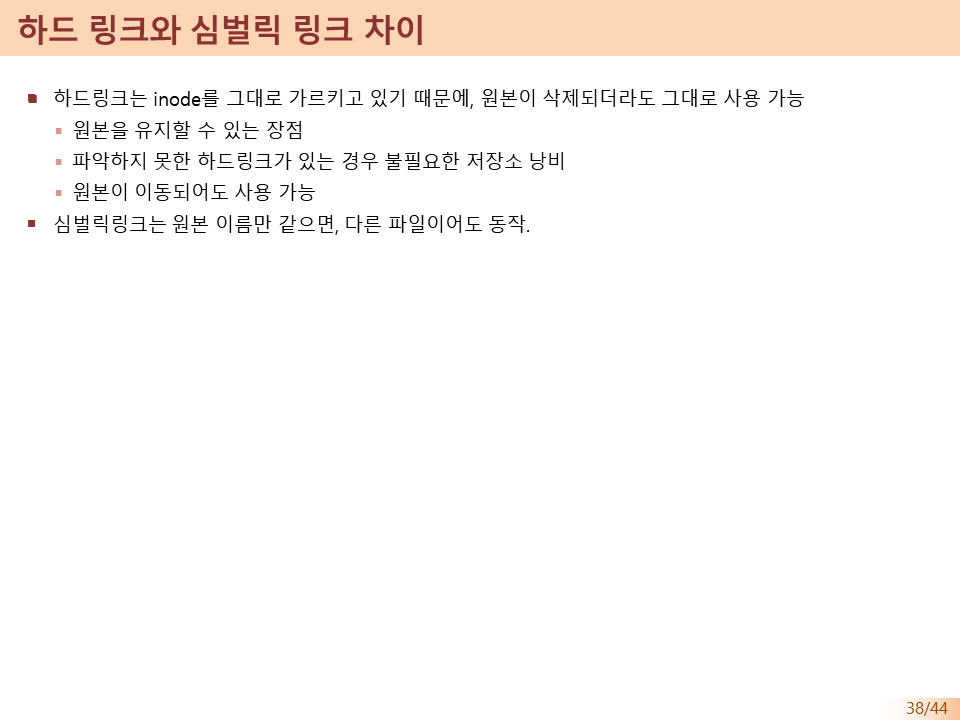 하드 링크와 심벌릭 링크 차이
하드링크는 inode를 그대로 가르키고 있기 때문에, 원본이 삭제되더라도 그대로 사용 가능
원본을 유지할 수 있는 장점
파악하지 못한 하드링크가 있는 경우 불필요한 저장소 낭비
원본이 이동되어도 사용 가능
심벌릭링크는 원본 이름만 같으면, 다른 파일이어도 동작.
38/44